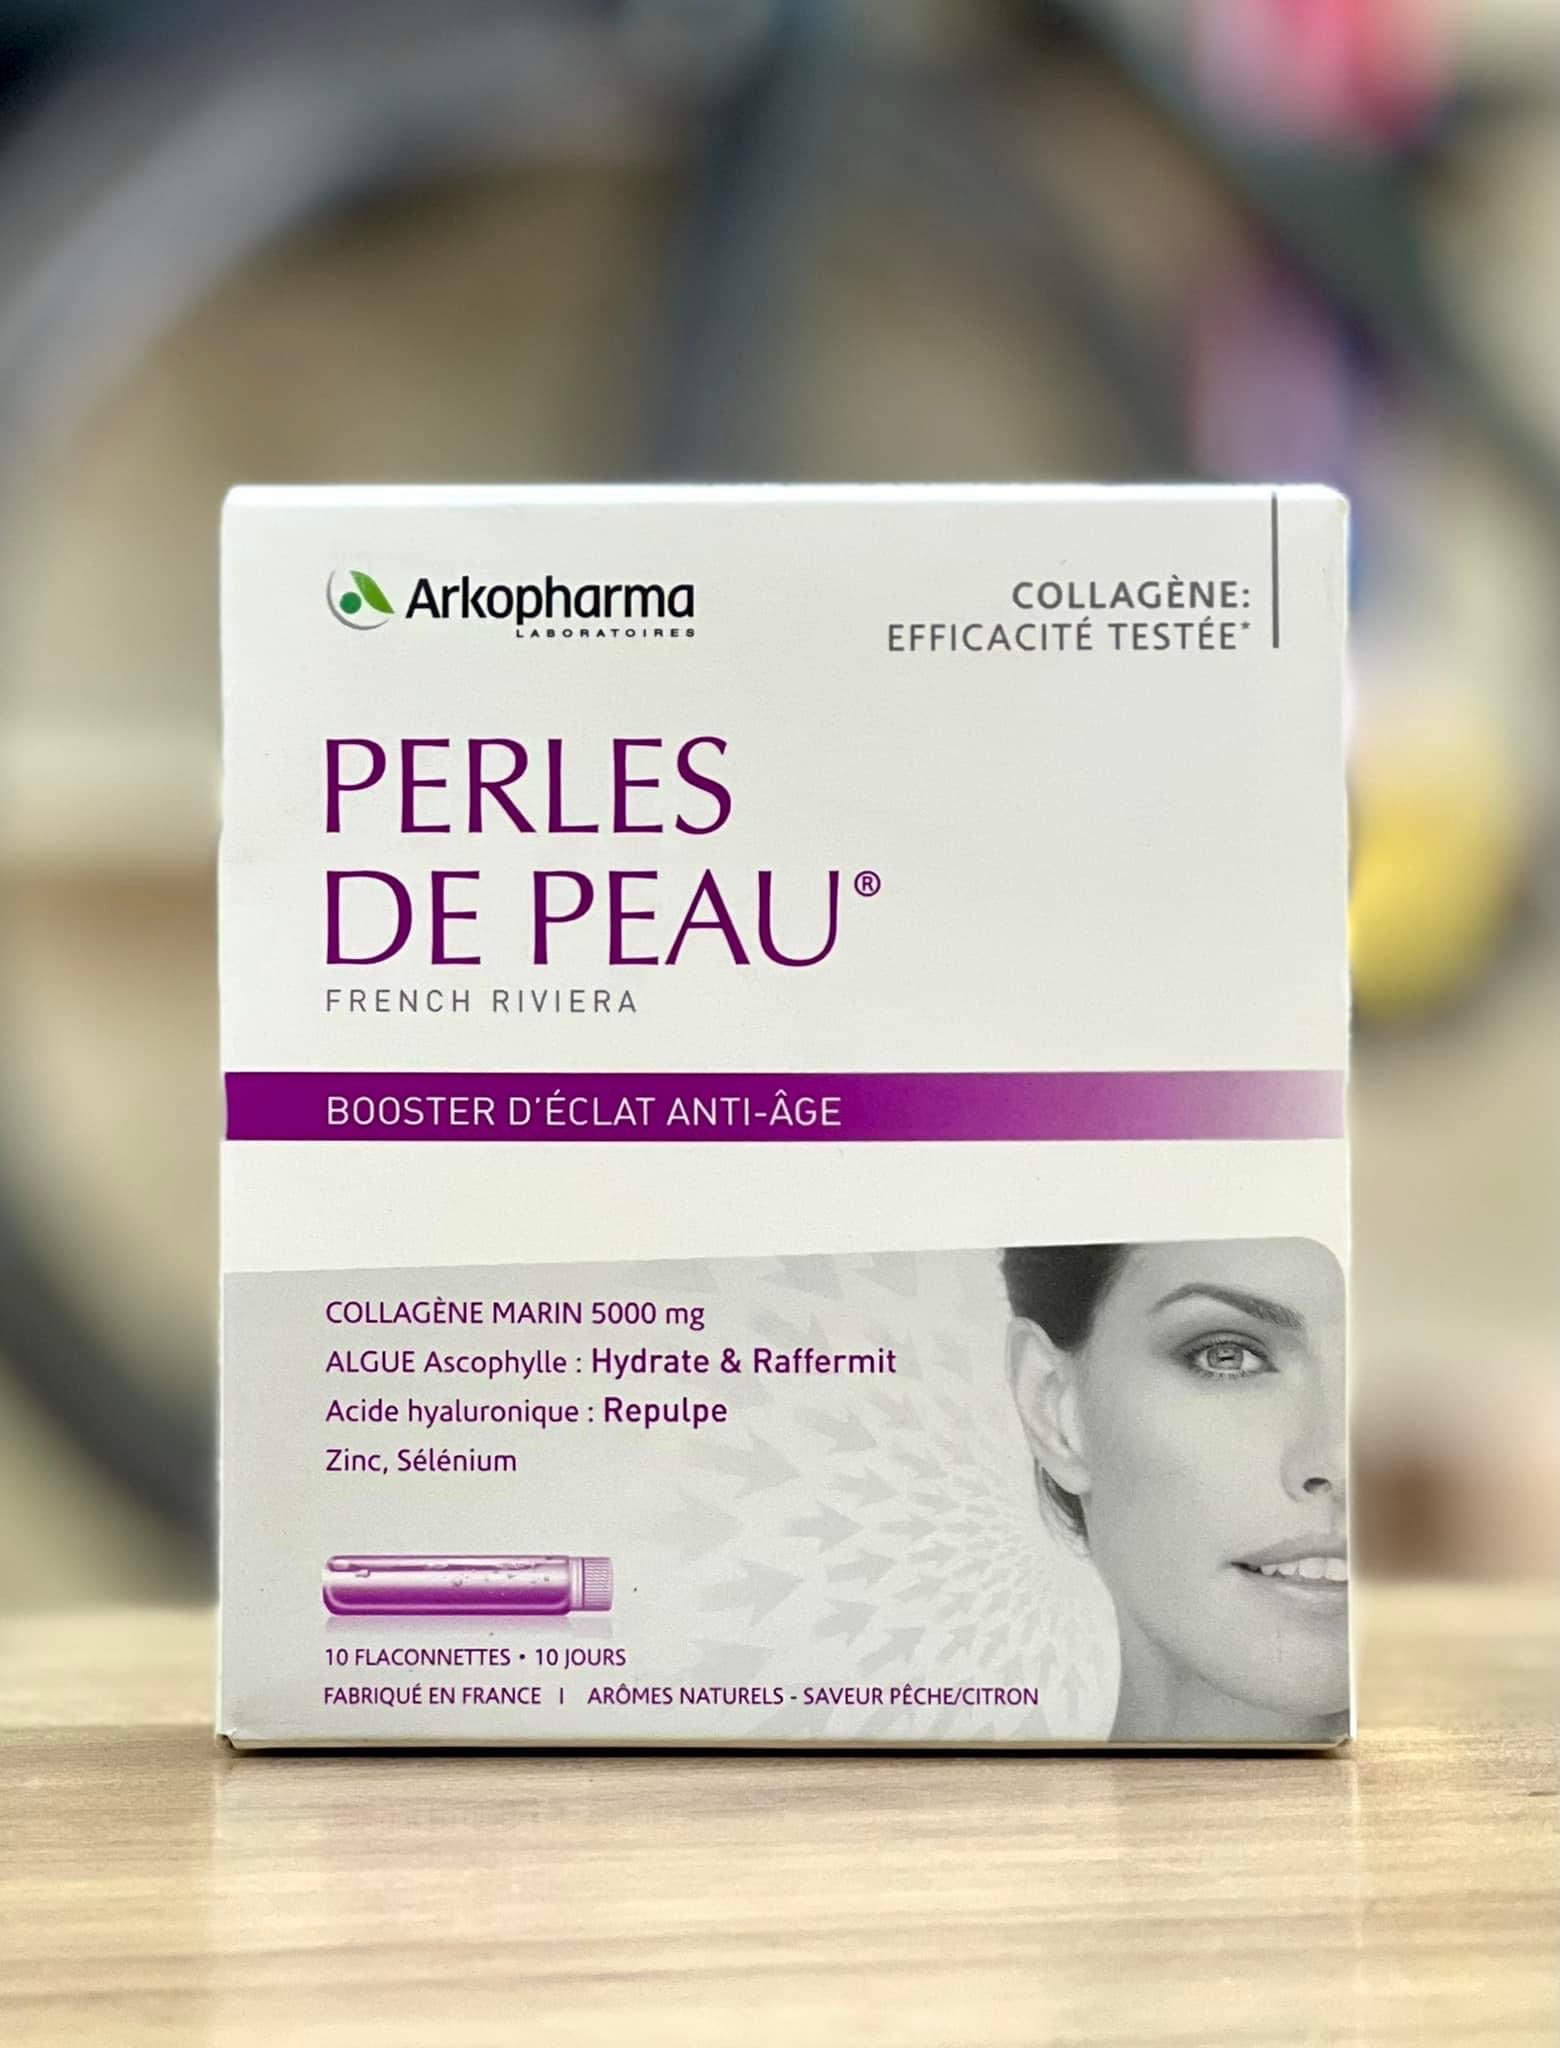 Arkopharma
LABORATOIRES
COLLAGÈNE:
EFFICACITÉ TESTÉE*
PERLES
DE PEAU®
FRENCH RIVIERA
BOOSTER D'ÉCLAT ANTI-ÂGE
COLLAGÈNE MARIN 5000 mg
ALGUE Ascophylle : Hydrate & Raffermit
Acide hyaluronique : Repulpe
Zinc, Sélénium
10 FLACONNETTES • 10 JOURS
FABRIQUÉ EN FRANCE | ARÔMES NATURELS - SAVEUR PÊCHE/CITRON